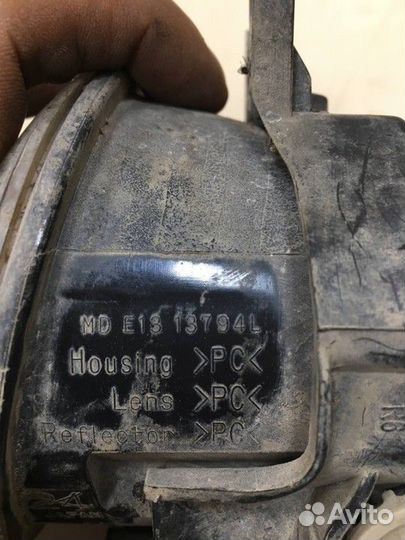 MD E13 13794L
Housing >PC<
Lens >PC<
Reflector >PC<
Avito